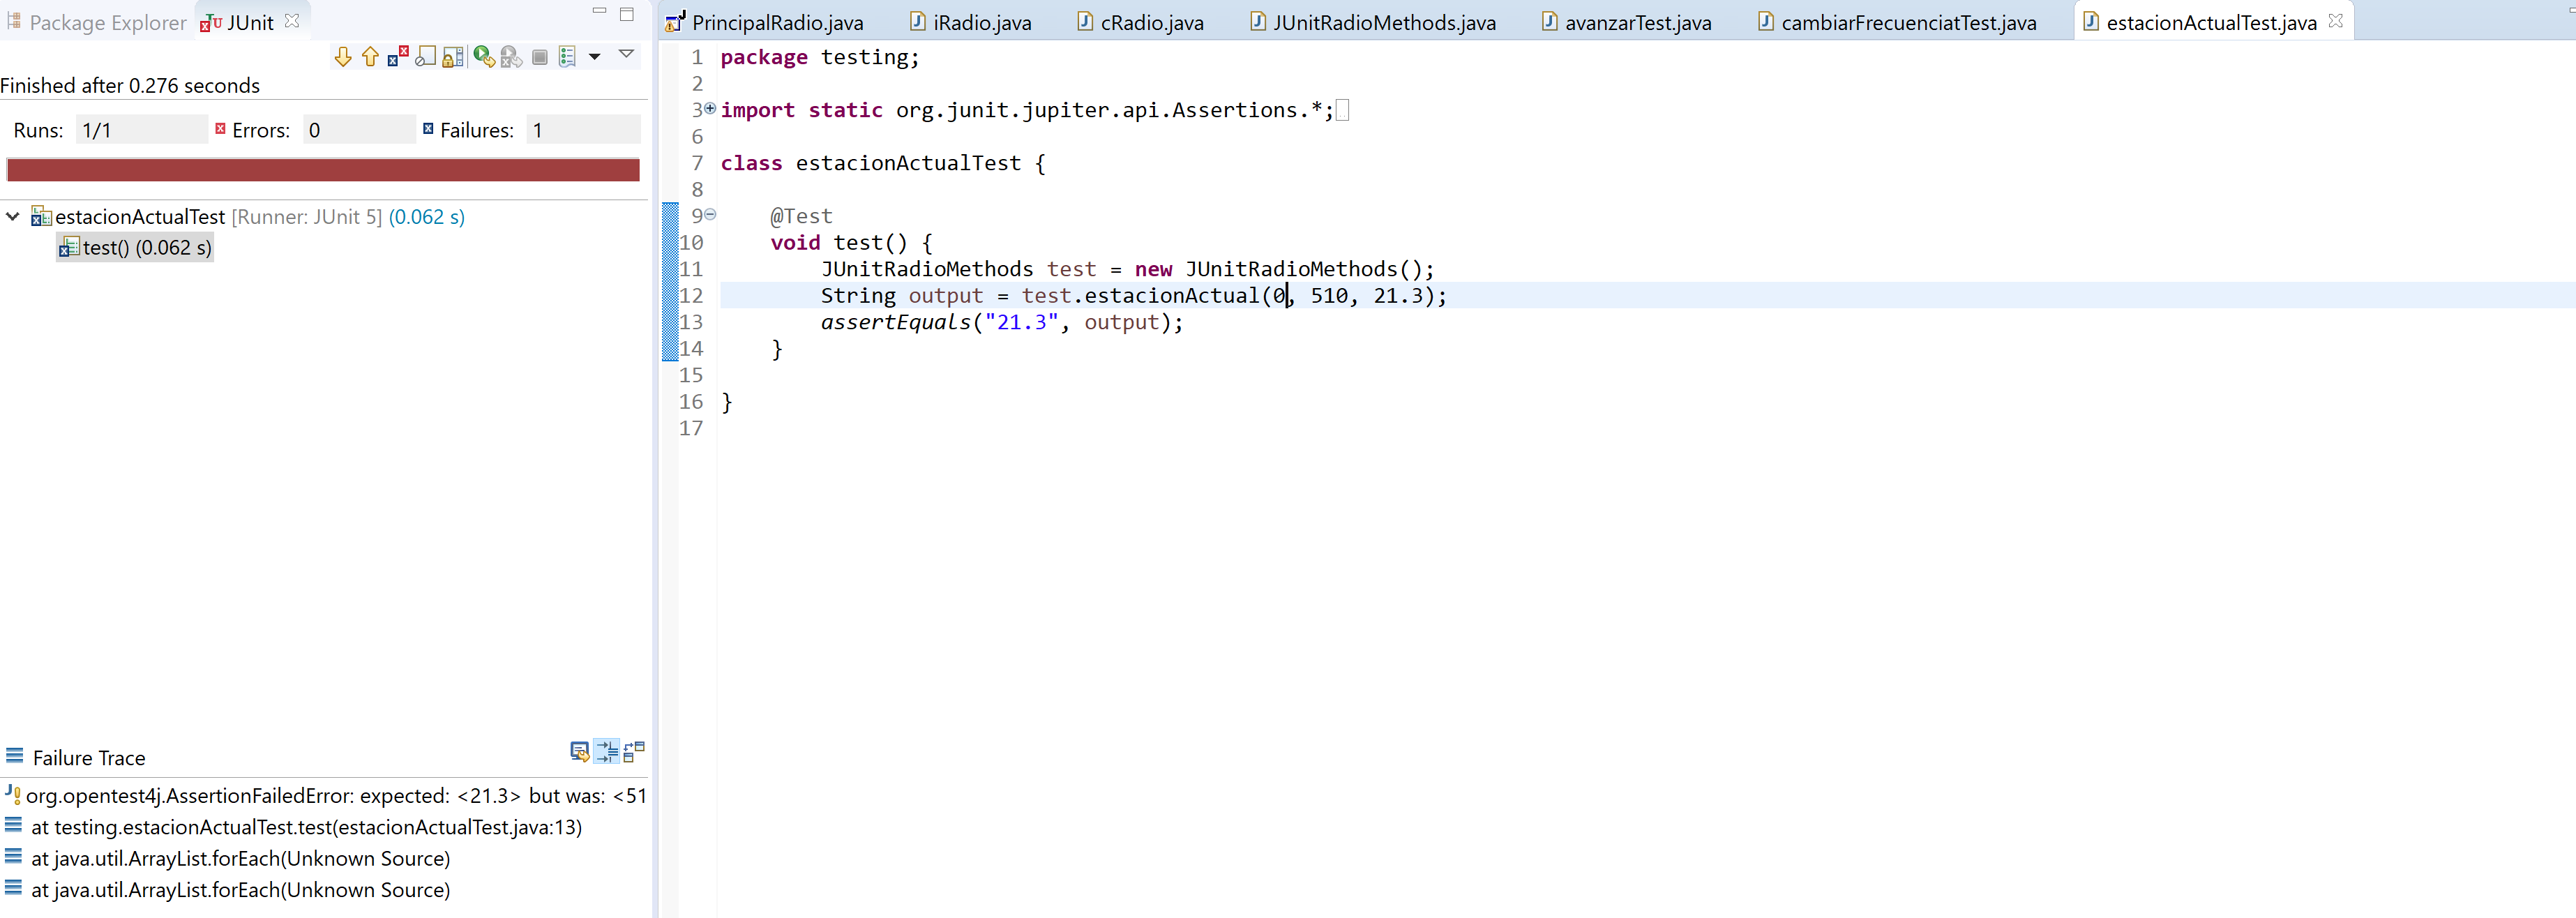 Package Explorer JUnit
Finished after 0.276 seconds
Runs: 1/1 Errors: 0 Failures: 1
estacionActualTest [Runner: JUnit 5] (0.062 s)
test() (0.062 s)
Failure Trace
org.opentest4j.AssertionFailedError: expected: <21.3> but was: <51
at testing.estacionActualTest.test(estacionActualTest.java:13)
at java.util.ArrayList.forEach(Unknown Source)
at java.util.ArrayList.forEach(Unknown Source)
PrincipalRadio.java iRadio.java cRadio.java JUnitRadioMethods.java avanzarTest.java cambiarFrecuenciatTest.java estacionActualTest.java
1 package testing;
2
3 import static org.junit.jupiter.api.Assertions.*;
6
7 class estacionActualTest {
8
9 @Test
10 void test() {
11 JUnitRadioMethods test = new JUnitRadioMethods();
12 String output = test.estacionActual(0, 510, 21.3);
13 assertEquals("21.3", output);
14 }
15
16 }
17